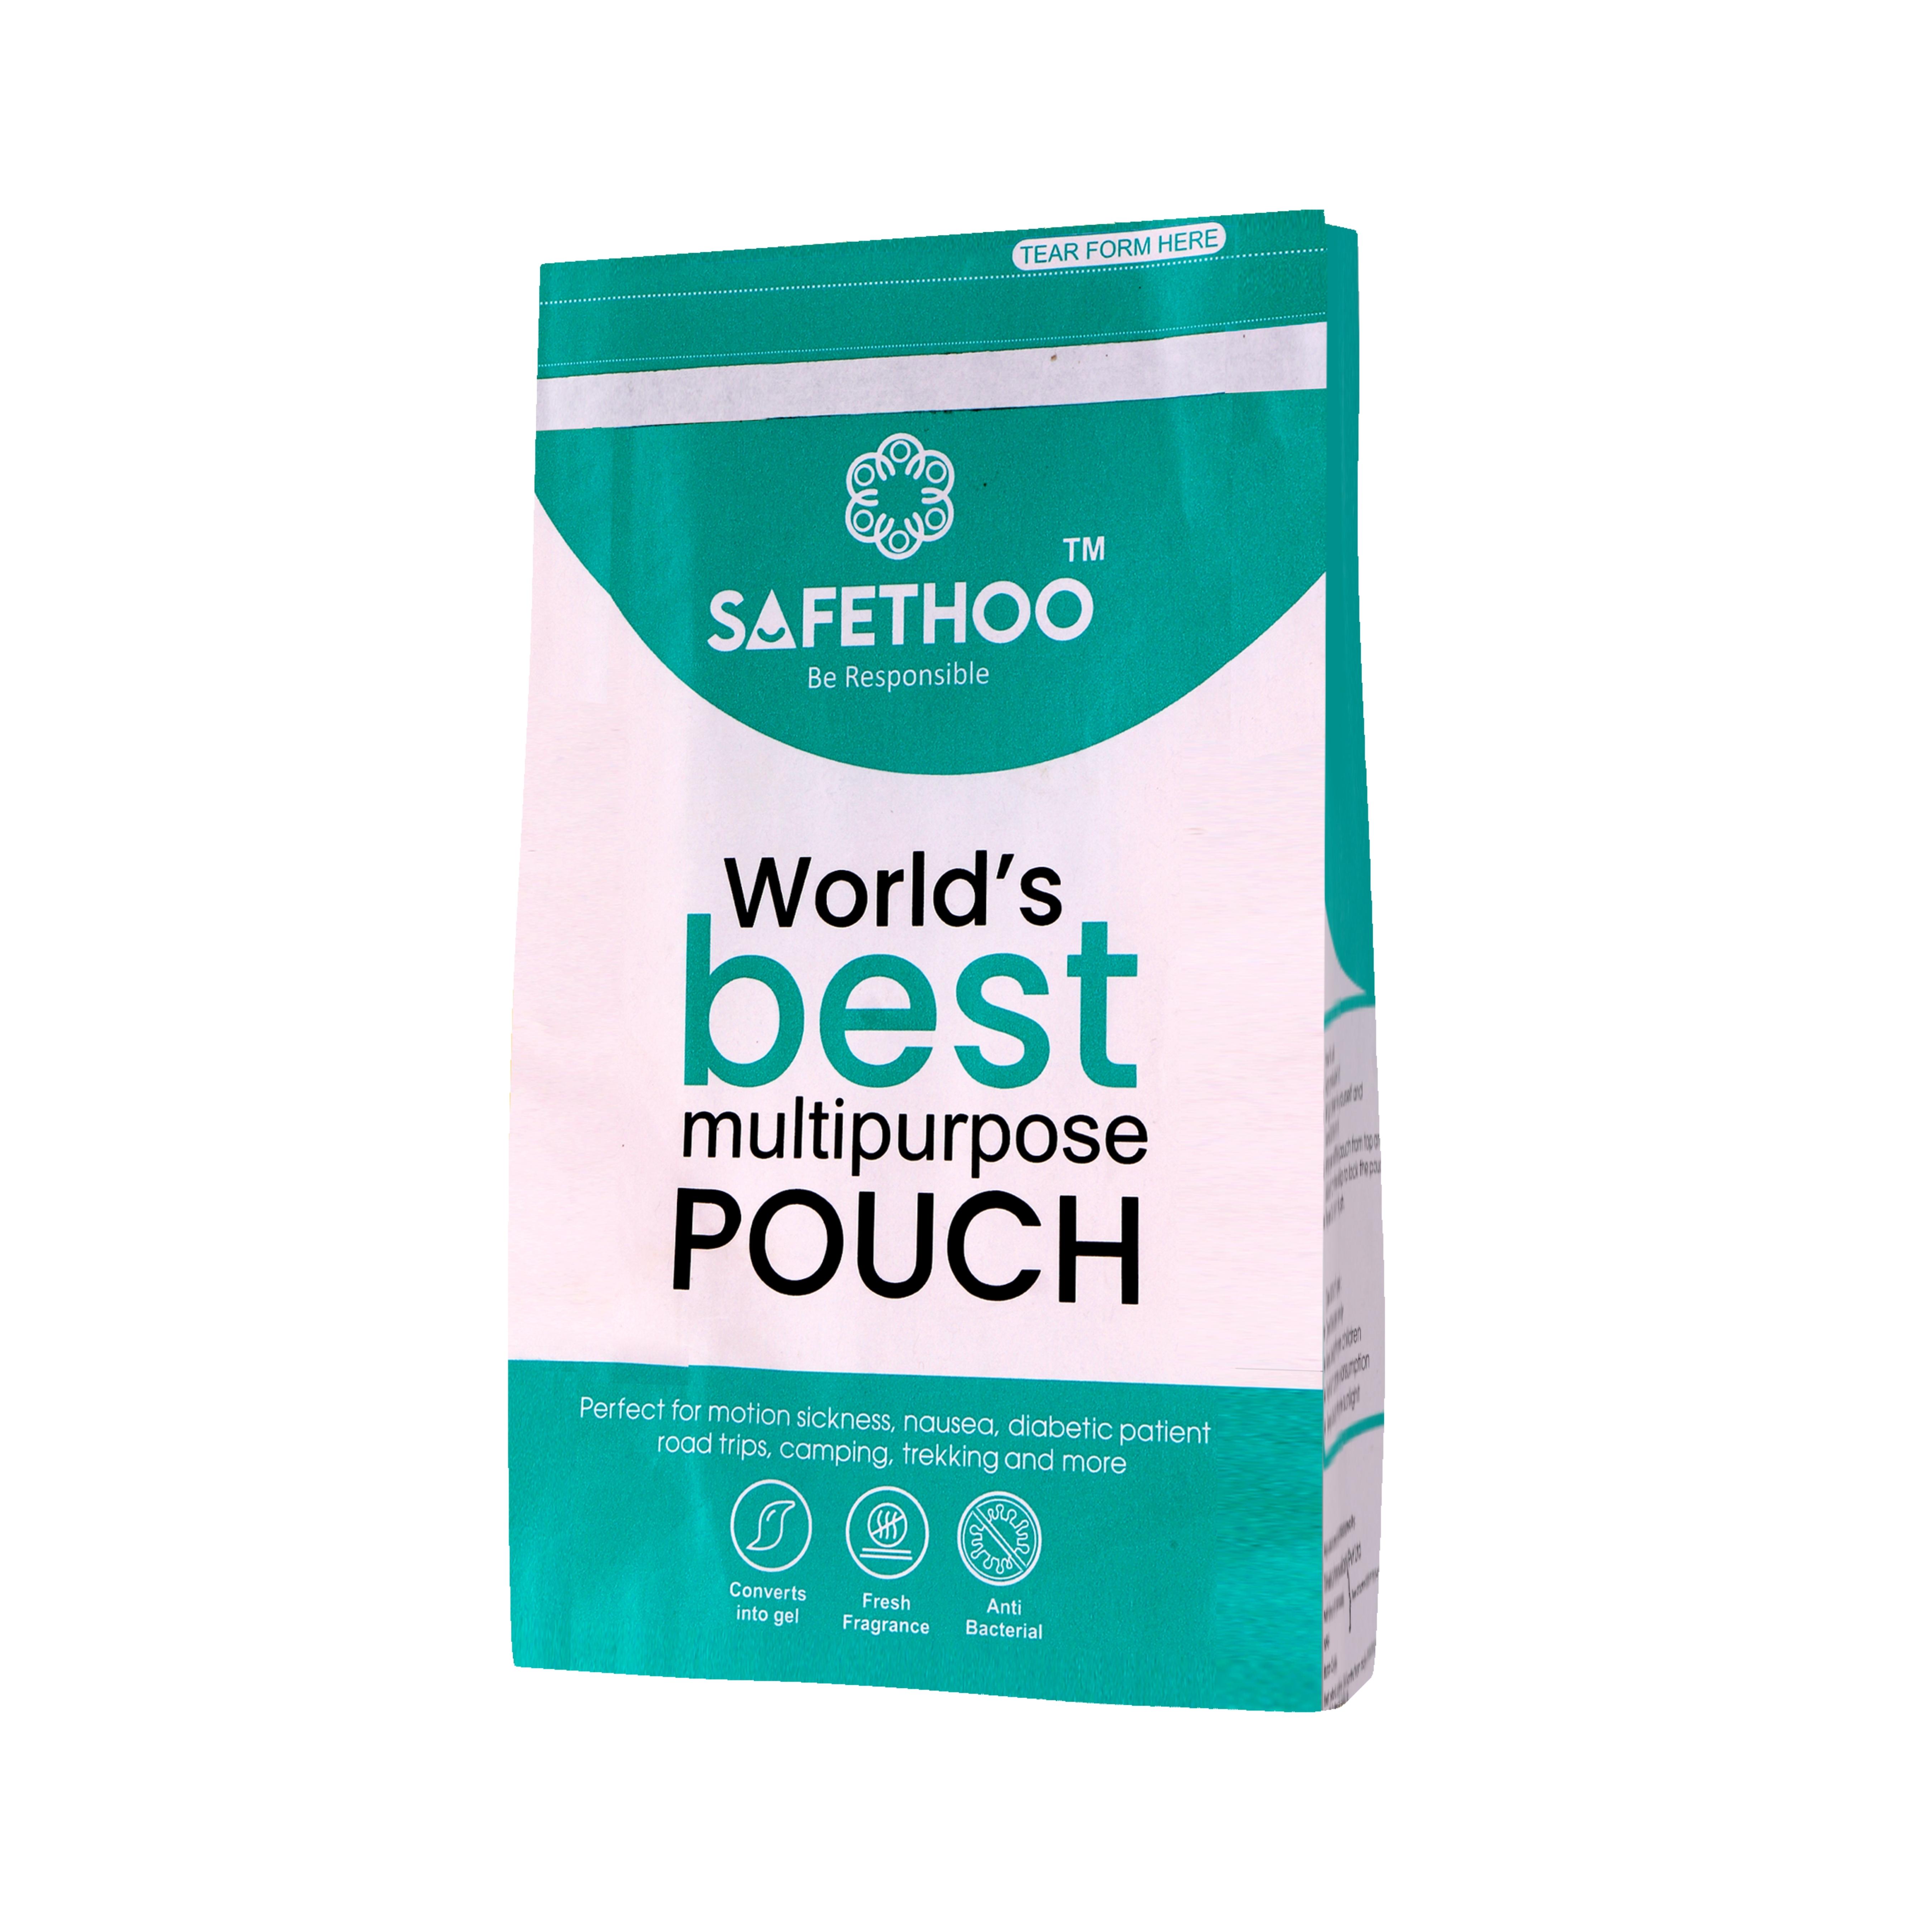 TEAR FORM HERE
TM
SAFETHOO
Be Responsible
World's
best
multipurpose
POUCH
Perfect for motion sickness, nausea, diabetic patient
road trips, camping, trekking and more
Converts
into gel
Fresh
Fragrance
Anti
Bacterial
children